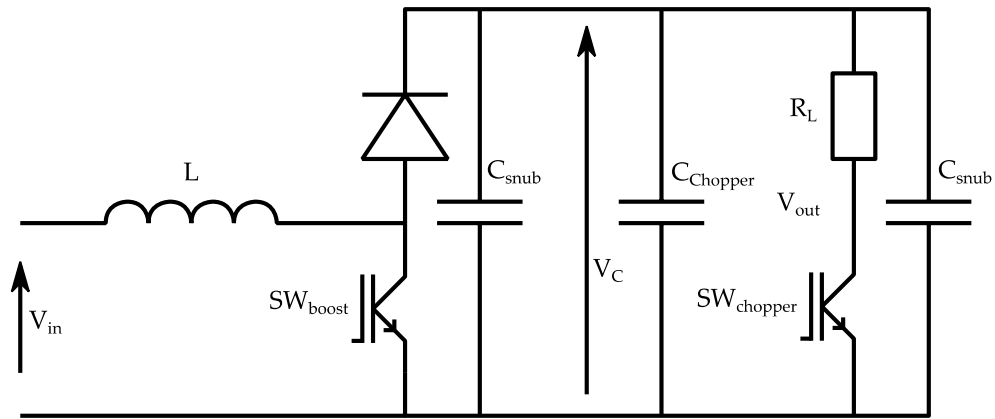 R_L
L
C_snub
C_Chopper
C_snub
V_out
V_C
SW_boost
SW_chopper
V_in